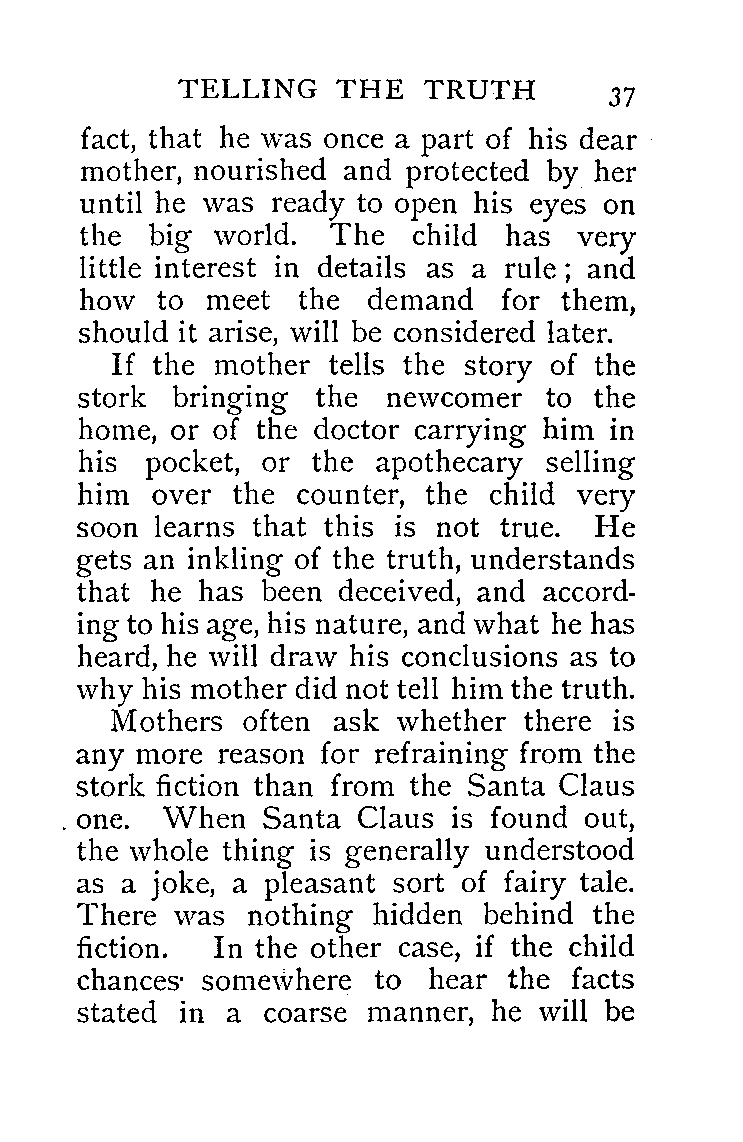 TELLING THE TRUTH 37
fact, that he was once a part of his dear
mother, nourished and protected by her
until he was ready to open his eyes on
the big world. The child has very
little interest in details as a rule; and
how to meet the demand for them,
should it arise, will be considered later.
If the mother tells the story of the
stork bringing the newcomer to the
home, or of the doctor carrying him in
his pocket, or the apothecary selling
him over the counter, the child very
soon learns that this is not true. He
gets an inkling of the truth, understands
that he has been deceived, and accord-
ing to his age, his nature, and what he has
heard, he will draw his conclusions as to
why his mother did not tell him the truth.
Mothers often ask whether there is
any more reason for refraining from the
stork fiction than from the Santa Claus
one. When Santa Claus is found out,
the whole thing is generally understood
as a joke, a pleasant sort of fairy tale.
There was nothing hidden behind the
fiction. In the other case, if the child
chances somewhere to hear the facts
stated in a coarse manner, he will be